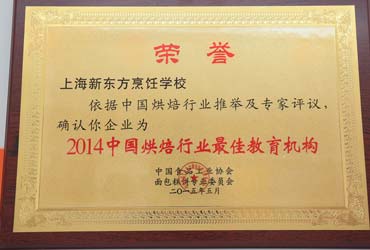 荣誉
上海新东方烹饪学校
依据中国烘焙行业推举及专家评议，
确认你企业为
2014中国烘焙行业最佳教育机构
中国食品工业协会
面包糕饼专业委员会
二〇一五年五月